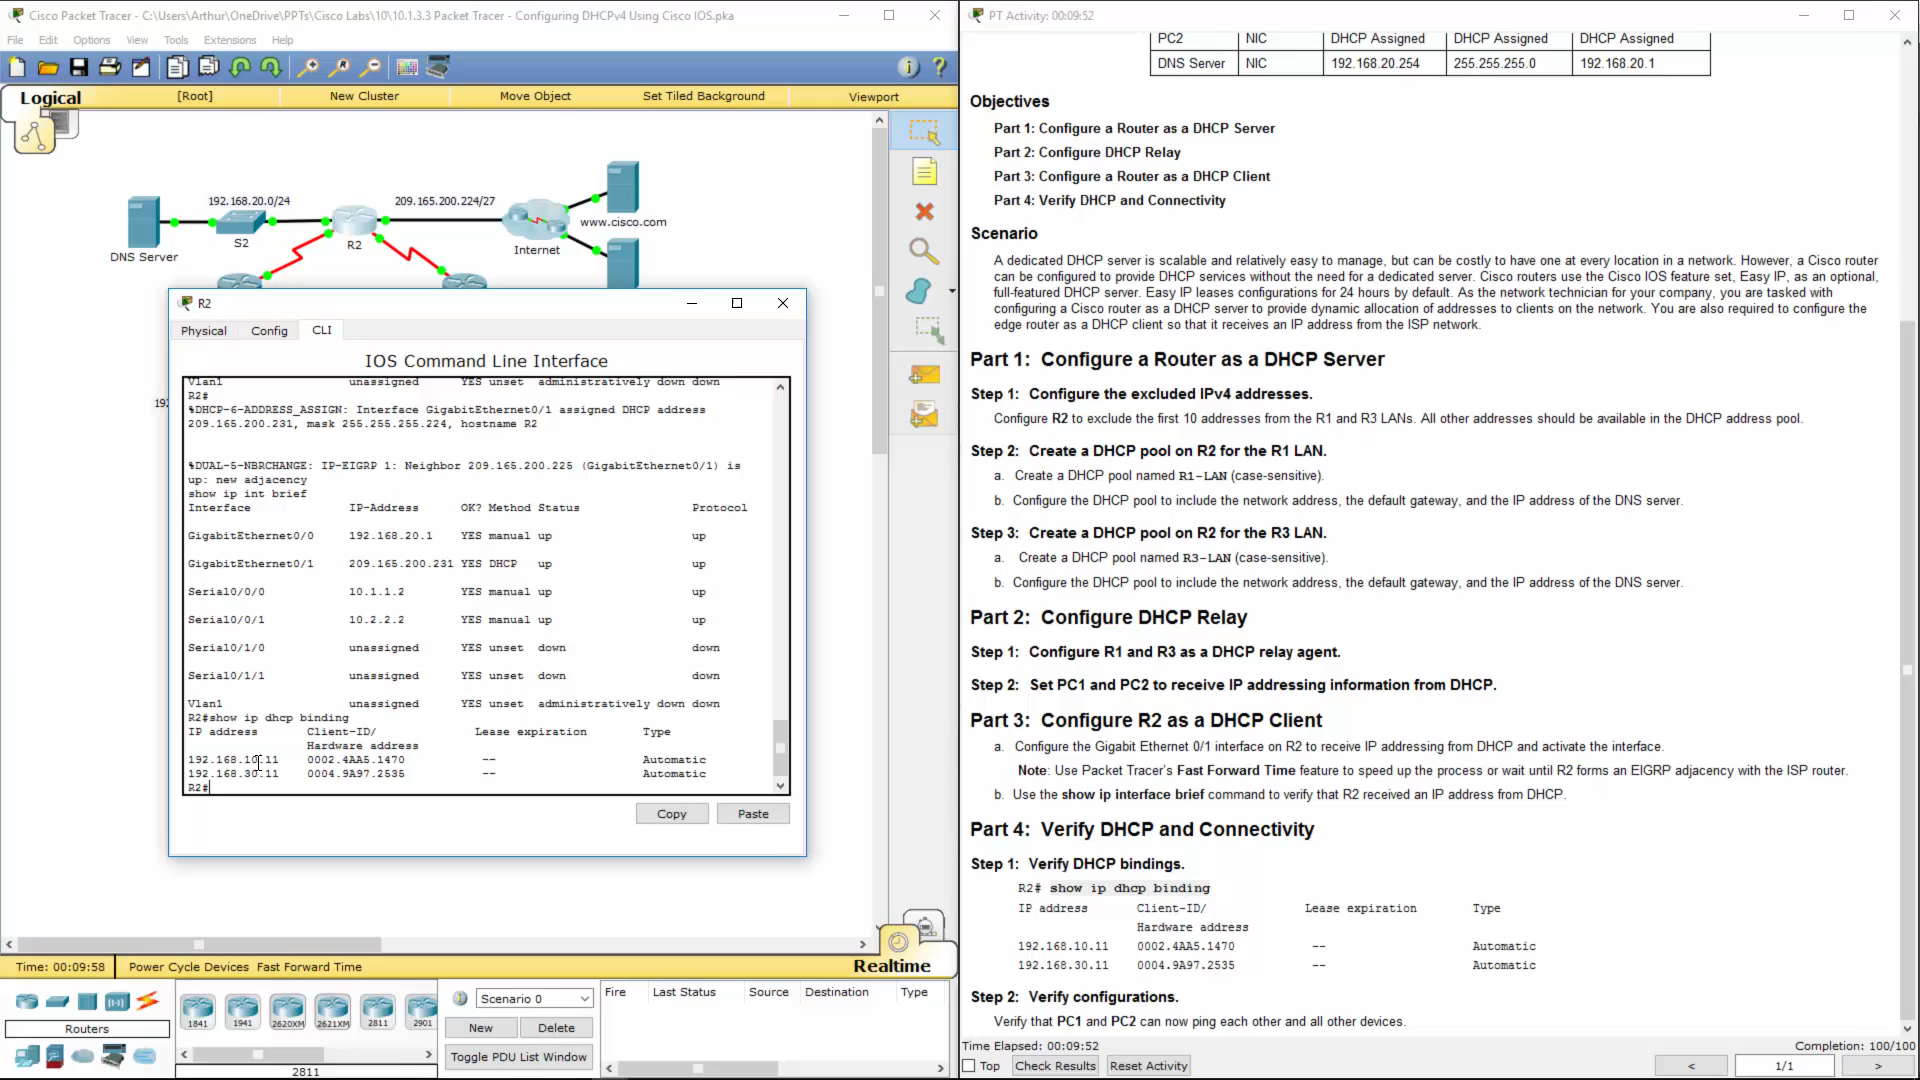 Cisco Packet Tracer - C:\Users\Arthur\OneDrive\PPTs\Cisco Labs\10\10.1.3.3 Packet Tracer - Configuring DHCPv4 Using Cisco IOS.pka
File Edit Options View Tools Extensions Help
Logical [Root] New Cluster Move Object Set Tiled Background Viewport
192.168.20.0/24
209.165.200.224/27
www.cisco.com
S2
R2
Internet
DNS Server
192
R2
Physical Config CLI
IOS Command Line Interface
Vlan1 unassigned YES unset administratively down down
R2#
%DHCP-6-ADDRESS_ASSIGN: Interface GigabitEthernet0/1 assigned DHCP address
209.165.200.231, mask 255.255.255.224, hostname R2
%DUAL-5-NBRCHANGE: IP-EIGRP 1: Neighbor 209.165.200.225 (GigabitEthernet0/1) is
up: new adjacency
show ip int brief
Interface IP-Address OK? Method Status Protocol
GigabitEthernet0/0 192.168.20.1 YES manual up up
GigabitEthernet0/1 209.165.200.231 YES DHCP up up
Serial0/0/0 10.1.1.2 YES manual up up
Serial0/0/1 10.2.2.2 YES manual up up
Serial0/1/0 unassigned YES unset down down
Serial0/1/1 unassigned YES unset down down
Vlan1 unassigned YES unset administratively down down
R2#show ip dhcp binding
IP address Client-ID/ Lease expiration Type
Hardware address
192.168.10.11 0002.4AA5.1470 -- Automatic
192.168.30.11 0004.9A97.2535 -- Automatic
R2#
Copy Paste
Time: 00:09:58 Power Cycle Devices Fast Forward Time
Realtime
Routers
1841 1941 2620XM 2621XM 2811 2901
2811
Scenario 0
New Delete
Toggle PDU List Window
Fire Last Status Source Destination Type
PT Activity: 00:09:52
PC2 NIC DHCP Assigned DHCP Assigned DHCP Assigned
DNS Server NIC 192.168.20.254 255.255.255.0 192.168.20.1
Objectives
Part 1: Configure a Router as a DHCP Server
Part 2: Configure DHCP Relay
Part 3: Configure a Router as a DHCP Client
Part 4: Verify DHCP and Connectivity
Scenario
A dedicated DHCP server is scalable and relatively easy to manage, but can be costly to have one at every location in a network. However, a Cisco router
can be configured to provide DHCP services without the need for a dedicated server. Cisco routers use the Cisco IOS feature set, Easy IP, as an optional,
full-featured DHCP server. Easy IP leases configurations for 24 hours by default. As the network technician for your company, you are tasked with
configuring a Cisco router as a DHCP server to provide dynamic allocation of addresses to clients on the network. You are also required to configure the
edge router as a DHCP client so that it receives an IP address from the ISP network.
Part 1: Configure a Router as a DHCP Server
Step 1: Configure the excluded IPv4 addresses.
Configure R2 to exclude the first 10 addresses from the R1 and R3 LANs. All other addresses should be available in the DHCP address pool.
Step 2: Create a DHCP pool on R2 for the R1 LAN.
a. Create a DHCP pool named R1-LAN (case-sensitive).
b. Configure the DHCP pool to include the network address, the default gateway, and the IP address of the DNS server.
Step 3: Create a DHCP pool on R2 for the R3 LAN.
a. Create a DHCP pool named R3-LAN (case-sensitive).
b. Configure the DHCP pool to include the network address, the default gateway, and the IP address of the DNS server.
Part 2: Configure DHCP Relay
Step 1: Configure R1 and R3 as a DHCP relay agent.
Step 2: Set PC1 and PC2 to receive IP addressing information from DHCP.
Part 3: Configure R2 as a DHCP Client
a. Configure the Gigabit Ethernet 0/1 interface on R2 to receive IP addressing from DHCP and activate the interface.
Note: Use Packet Tracer's Fast Forward Time feature to speed up the process or wait until R2 forms an EIGRP adjacency with the ISP router.
b. Use the show ip interface brief command to verify that R2 received an IP address from DHCP.
Part 4: Verify DHCP and Connectivity
Step 1: Verify DHCP bindings.
R2# show ip dhcp binding
IP address Client-ID/ Lease expiration Type
Hardware address
192.168.10.11 0002.4AA5.1470 -- Automatic
192.168.30.11 0004.9A97.2535 -- Automatic
Step 2: Verify configurations.
Verify that PC1 and PC2 can now ping each other and all other devices.
Time Elapsed: 00:09:52 Completion: 100/100
Top Check Results Reset Activity < 1/1 >